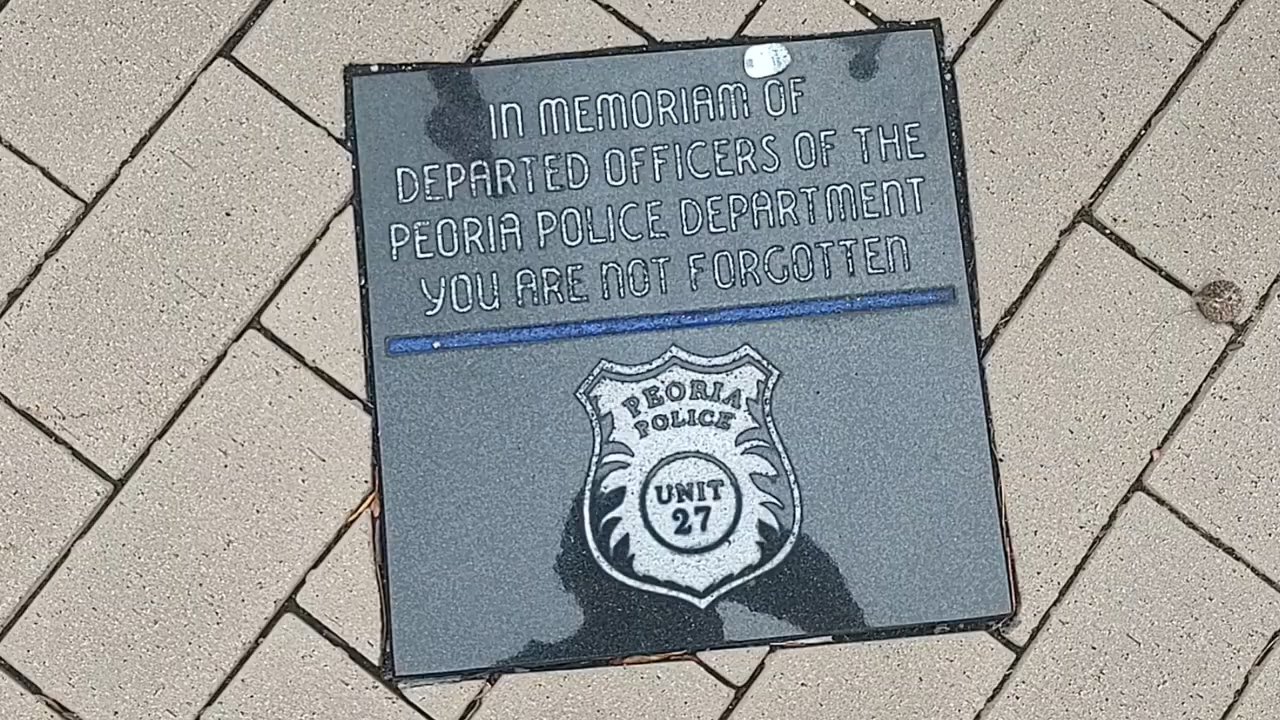 IN MEMORIAM OF
DEPARTED OFFICERS OF THE
PEORIA POLICE DEPARTMENT
YOU ARE NOT FORGOTTEN
PEORIA
POLICE
UNIT
27